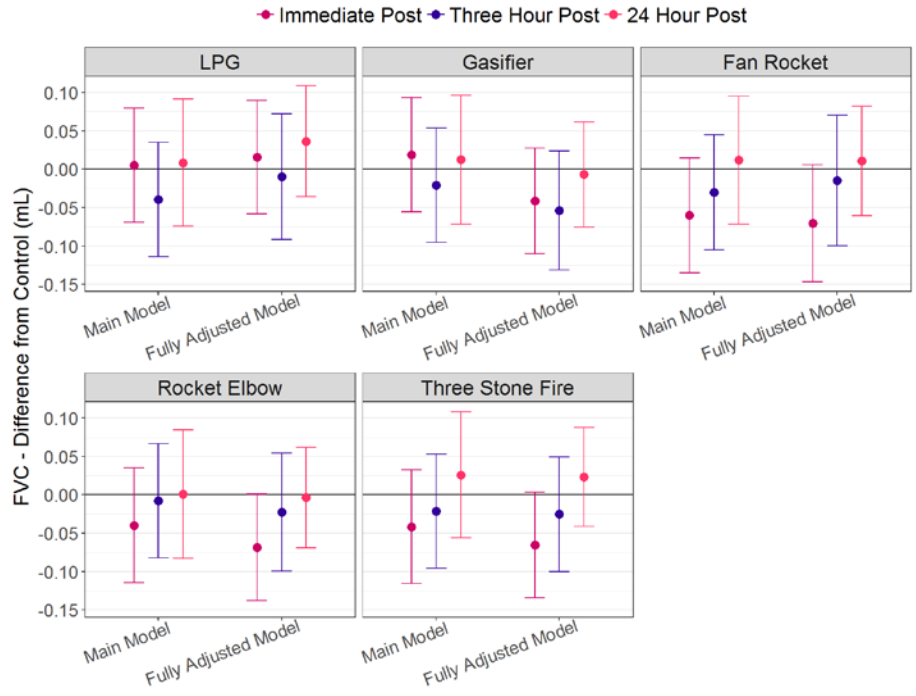 Immediate Post Three Hour Post 24 Hour Post
LPG Gasifier Fan Rocket
0.10
0.05
0.00
-0.05
-0.10
-0.15
Main Model Fully Adjusted Model Main Model Fully Adjusted Model Main Model Fully Adjusted Model
FVC - Difference from Control (mL)
Rocket Elbow Three Stone Fire
0.10
0.05
0.00
-0.05
-0.10
-0.15
Main Model Fully Adjusted Model Main Model Fully Adjusted Model